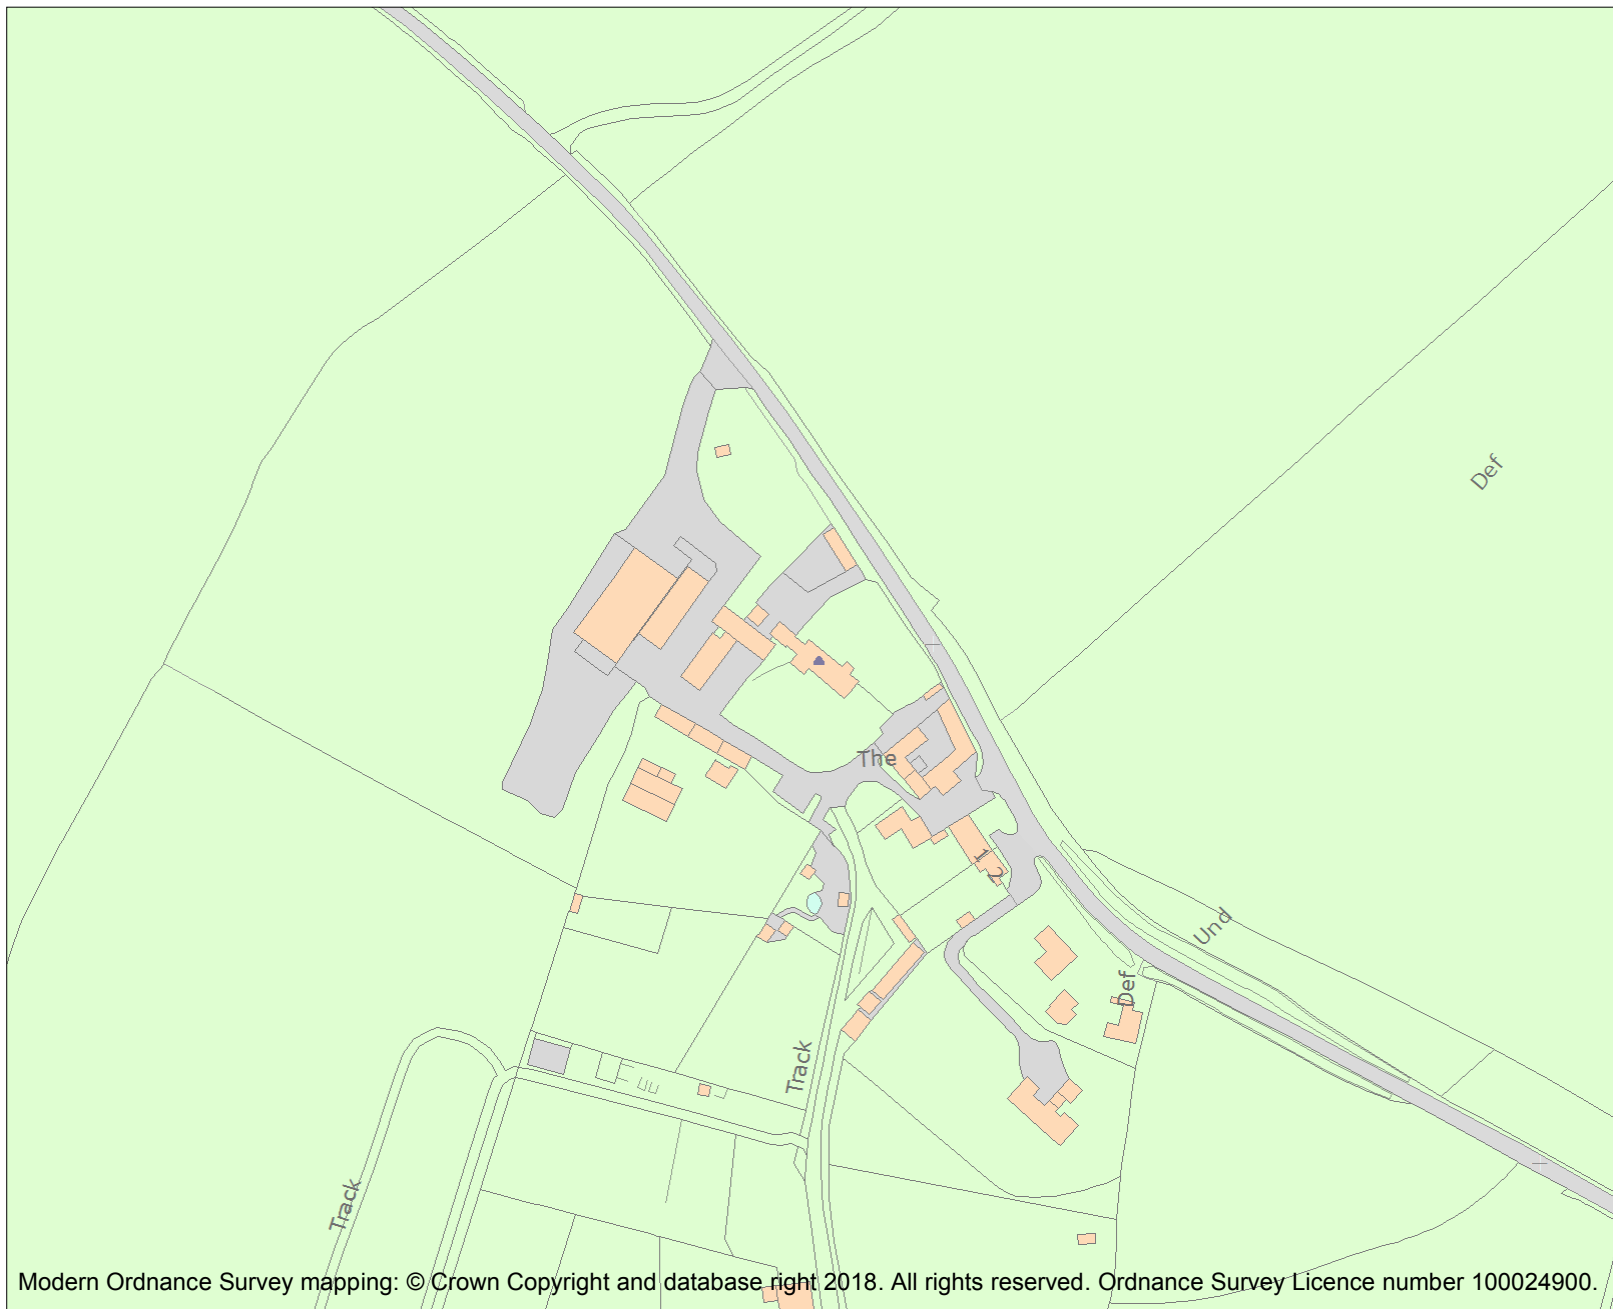 Def
The
1
2
Und
Def
Track
Track
Modern Ordnance Survey mapping: © Crown Copyright and database right 2018. All rights reserved. Ordnance Survey Licence number 100024900.